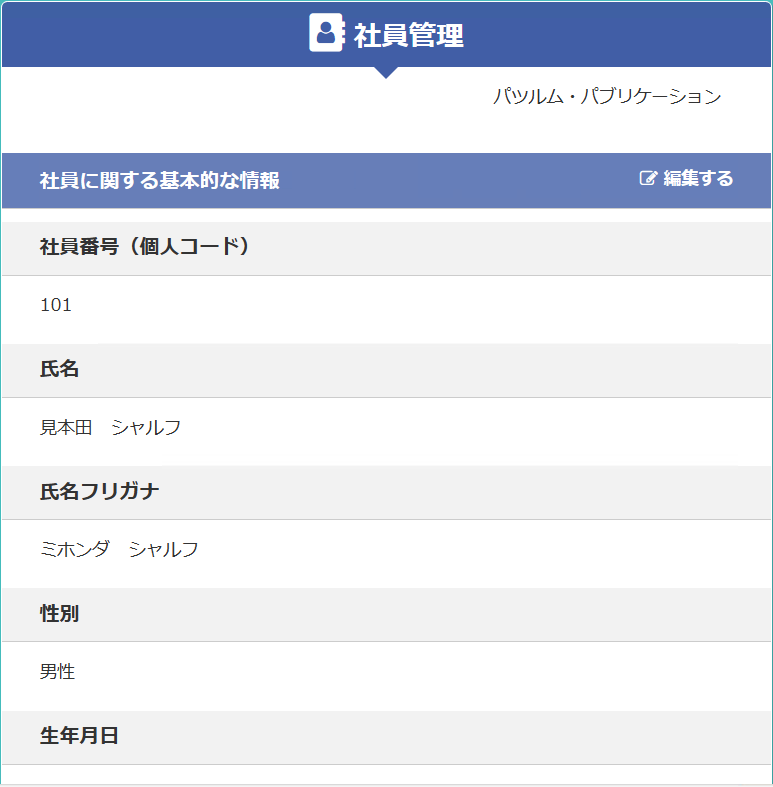 社員管理
パツルム・パブリケーション
社員に関する基本的な情報
編集する
社員番号（個人コード）
101
氏名
見本田　シャルフ
氏名フリガナ
ミホンダ　シャルフ
性別
男性
生年月日